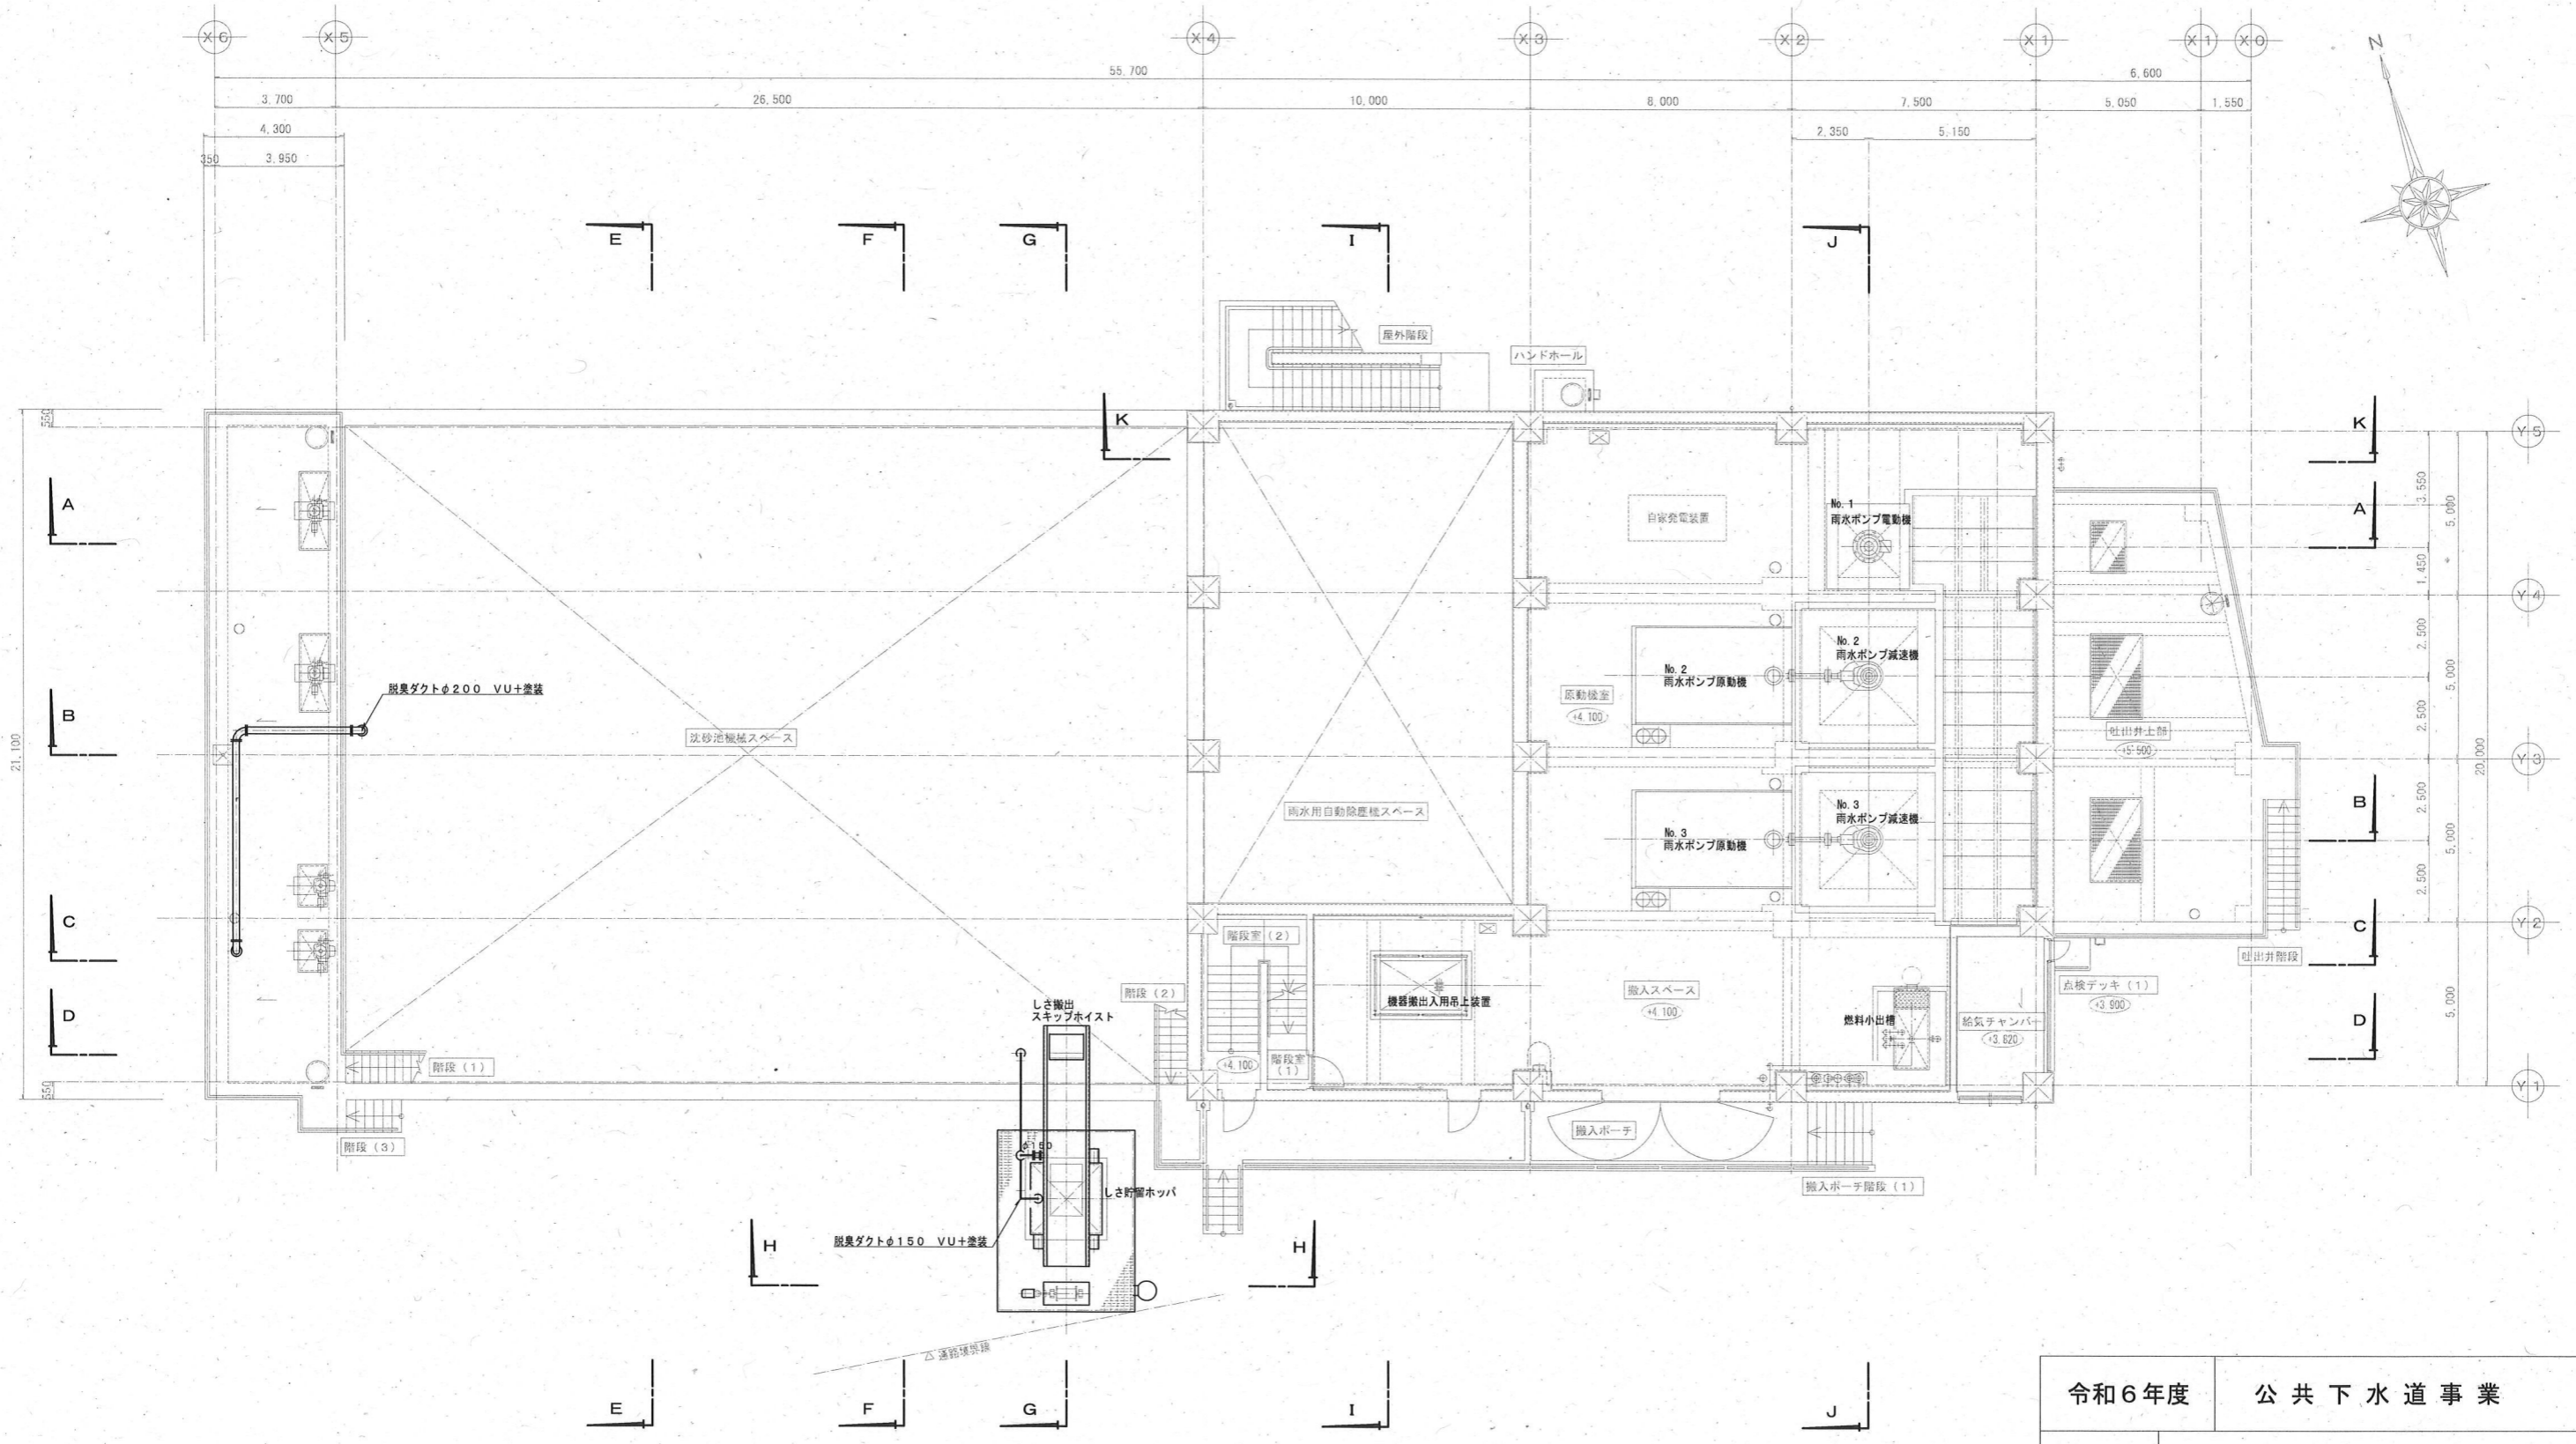 X6
X5
X4
X3
X2
X1
X1
X0
N
55,700
6,600
3,700
26,500
10,000
8,000
7,500
5,050
1,550
4,300
2,350
5,150
350
3,950
E
F
G
I
J
屋外階段
ハンドホール
K
K
Y5
550
A
A
3,550
5,000
自家発電装置
No.1
雨水ポンプ電動機
1,450
Y4
2,500
No.2
雨水ポンプ減速機
No.2
雨水ポンプ原動機
5,000
脱臭ダクトφ200 VU+塗装
原動機室
+4.100
B
2,500
沈砂池機械スペース
吐出井上部
+5.500
21,100
20,000
Y3
雨水用自動除塵機スペース
No.3
雨水ポンプ減速機
No.3
雨水ポンプ原動機
B
2,500
5,000
2,500
C
C
Y2
階段室（2）
吐出井階段
階段（2）
搬入スペース
+4.100
機器搬出入用吊上装置
点検デッキ（1）
+3.900
5,000
D
D
しさ搬出
スキップホイスト
燃料小出槽
給気チャンバー
+3.620
階段（1）
+4.100
階段室
（1）
550
Y1
階段（3）
φ150
搬入ポーチ
しさ貯留ホッパ
搬入ポーチ階段（1）
脱臭ダクトφ150 VU+塗装
H
H
E
F
G
I
J
令和6年度
公共下水道事業